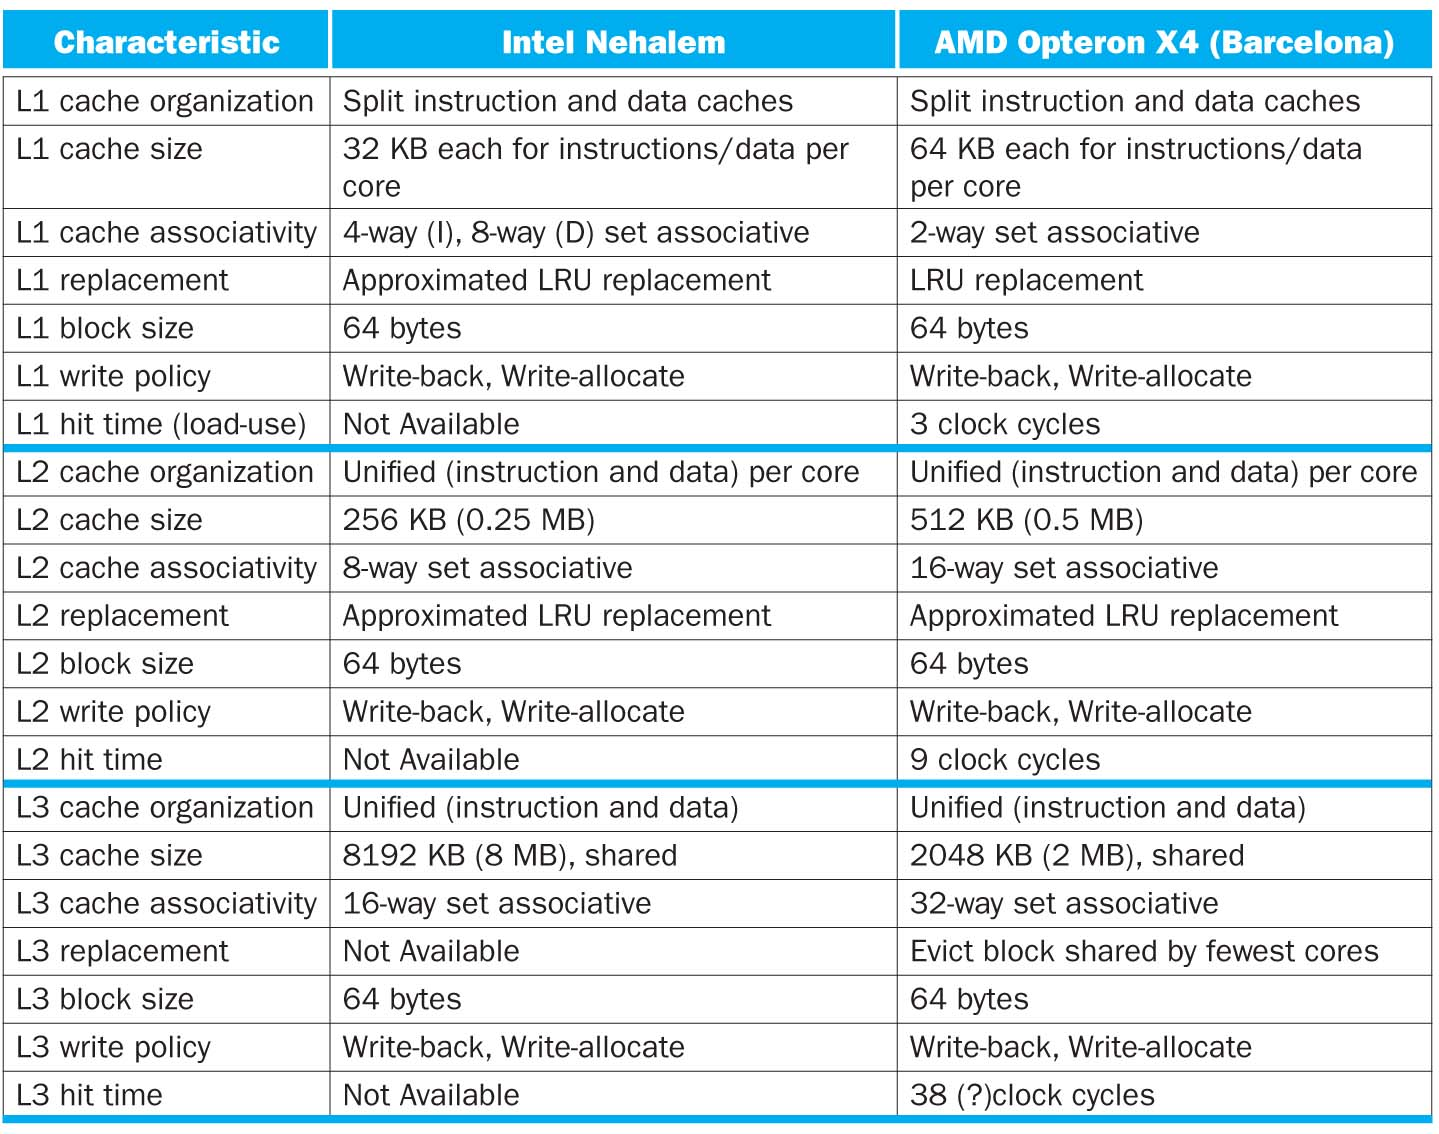 Characteristic Intel Nehalem AMD Opteron X4 (Barcelona)
L1 cache organization Split instruction and data caches Split instruction and data caches
L1 cache size 32 KB each for instructions/data per 64 KB each for instructions/data
core per core
L1 cache associativity 4-way (I), 8-way (D) set associative 2-way set associative
L1 replacement Approximated LRU replacement LRU replacement
L1 block size 64 bytes 64 bytes
L1 write policy Write-back, Write-allocate Write-back, Write-allocate
L1 hit time (load-use) Not Available 3 clock cycles
L2 cache organization Unified (instruction and data) per core Unified (instruction and data) per core
L2 cache size 256 KB (0.25 MB) 512 KB (0.5 MB)
L2 cache associativity 8-way set associative 16-way set associative
L2 replacement Approximated LRU replacement Approximated LRU replacement
L2 block size 64 bytes 64 bytes
L2 write policy Write-back, Write-allocate Write-back, Write-allocate
L2 hit time Not Available 9 clock cycles
L3 cache organization Unified (instruction and data) Unified (instruction and data)
L3 cache size 8192 KB (8 MB), shared 2048 KB (2 MB), shared
L3 cache associativity 16-way set associative 32-way set associative
L3 replacement Not Available Evict block shared by fewest cores
L3 block size 64 bytes 64 bytes
L3 write policy Write-back, Write-allocate Write-back, Write-allocate
L3 hit time Not Available 38 (?)clock cycles